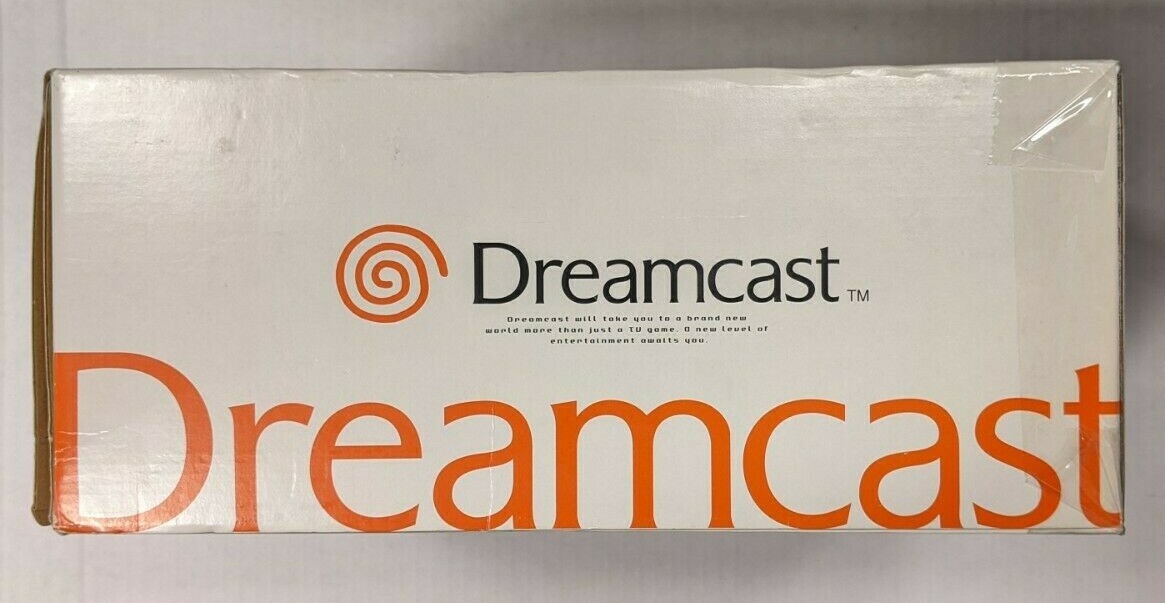 Dreamcast TM
Dreamcast will take you to a brand new
world more than just a TV game. A new level of
entertainment awaits you.
Dreamcast